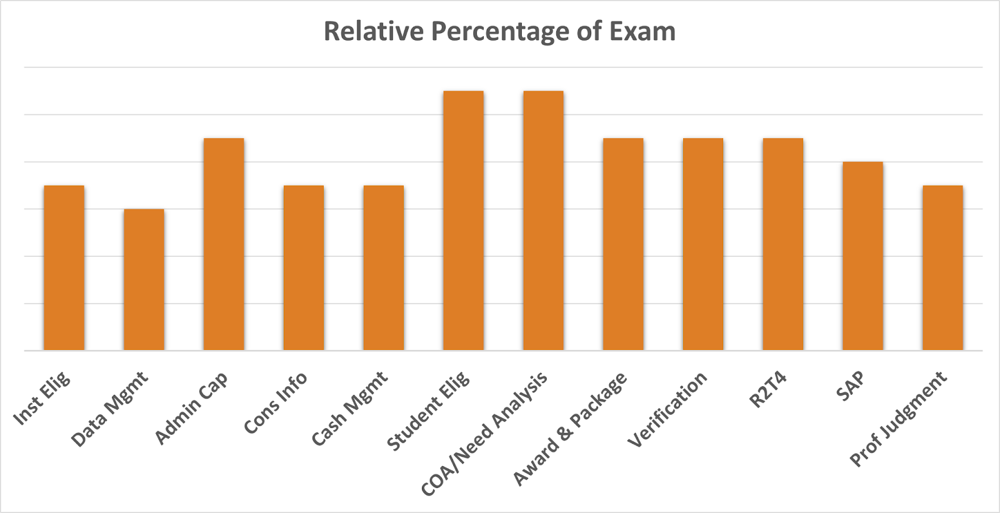 Relative Percentage of Exam
Inst Elig
Data Mgmt
Admin Cap
Cons Info
Cash Mgmt
Student Elig
COA/Need Analysis
Award & Package
Verification
R2T4
SAP
Prof Judgment